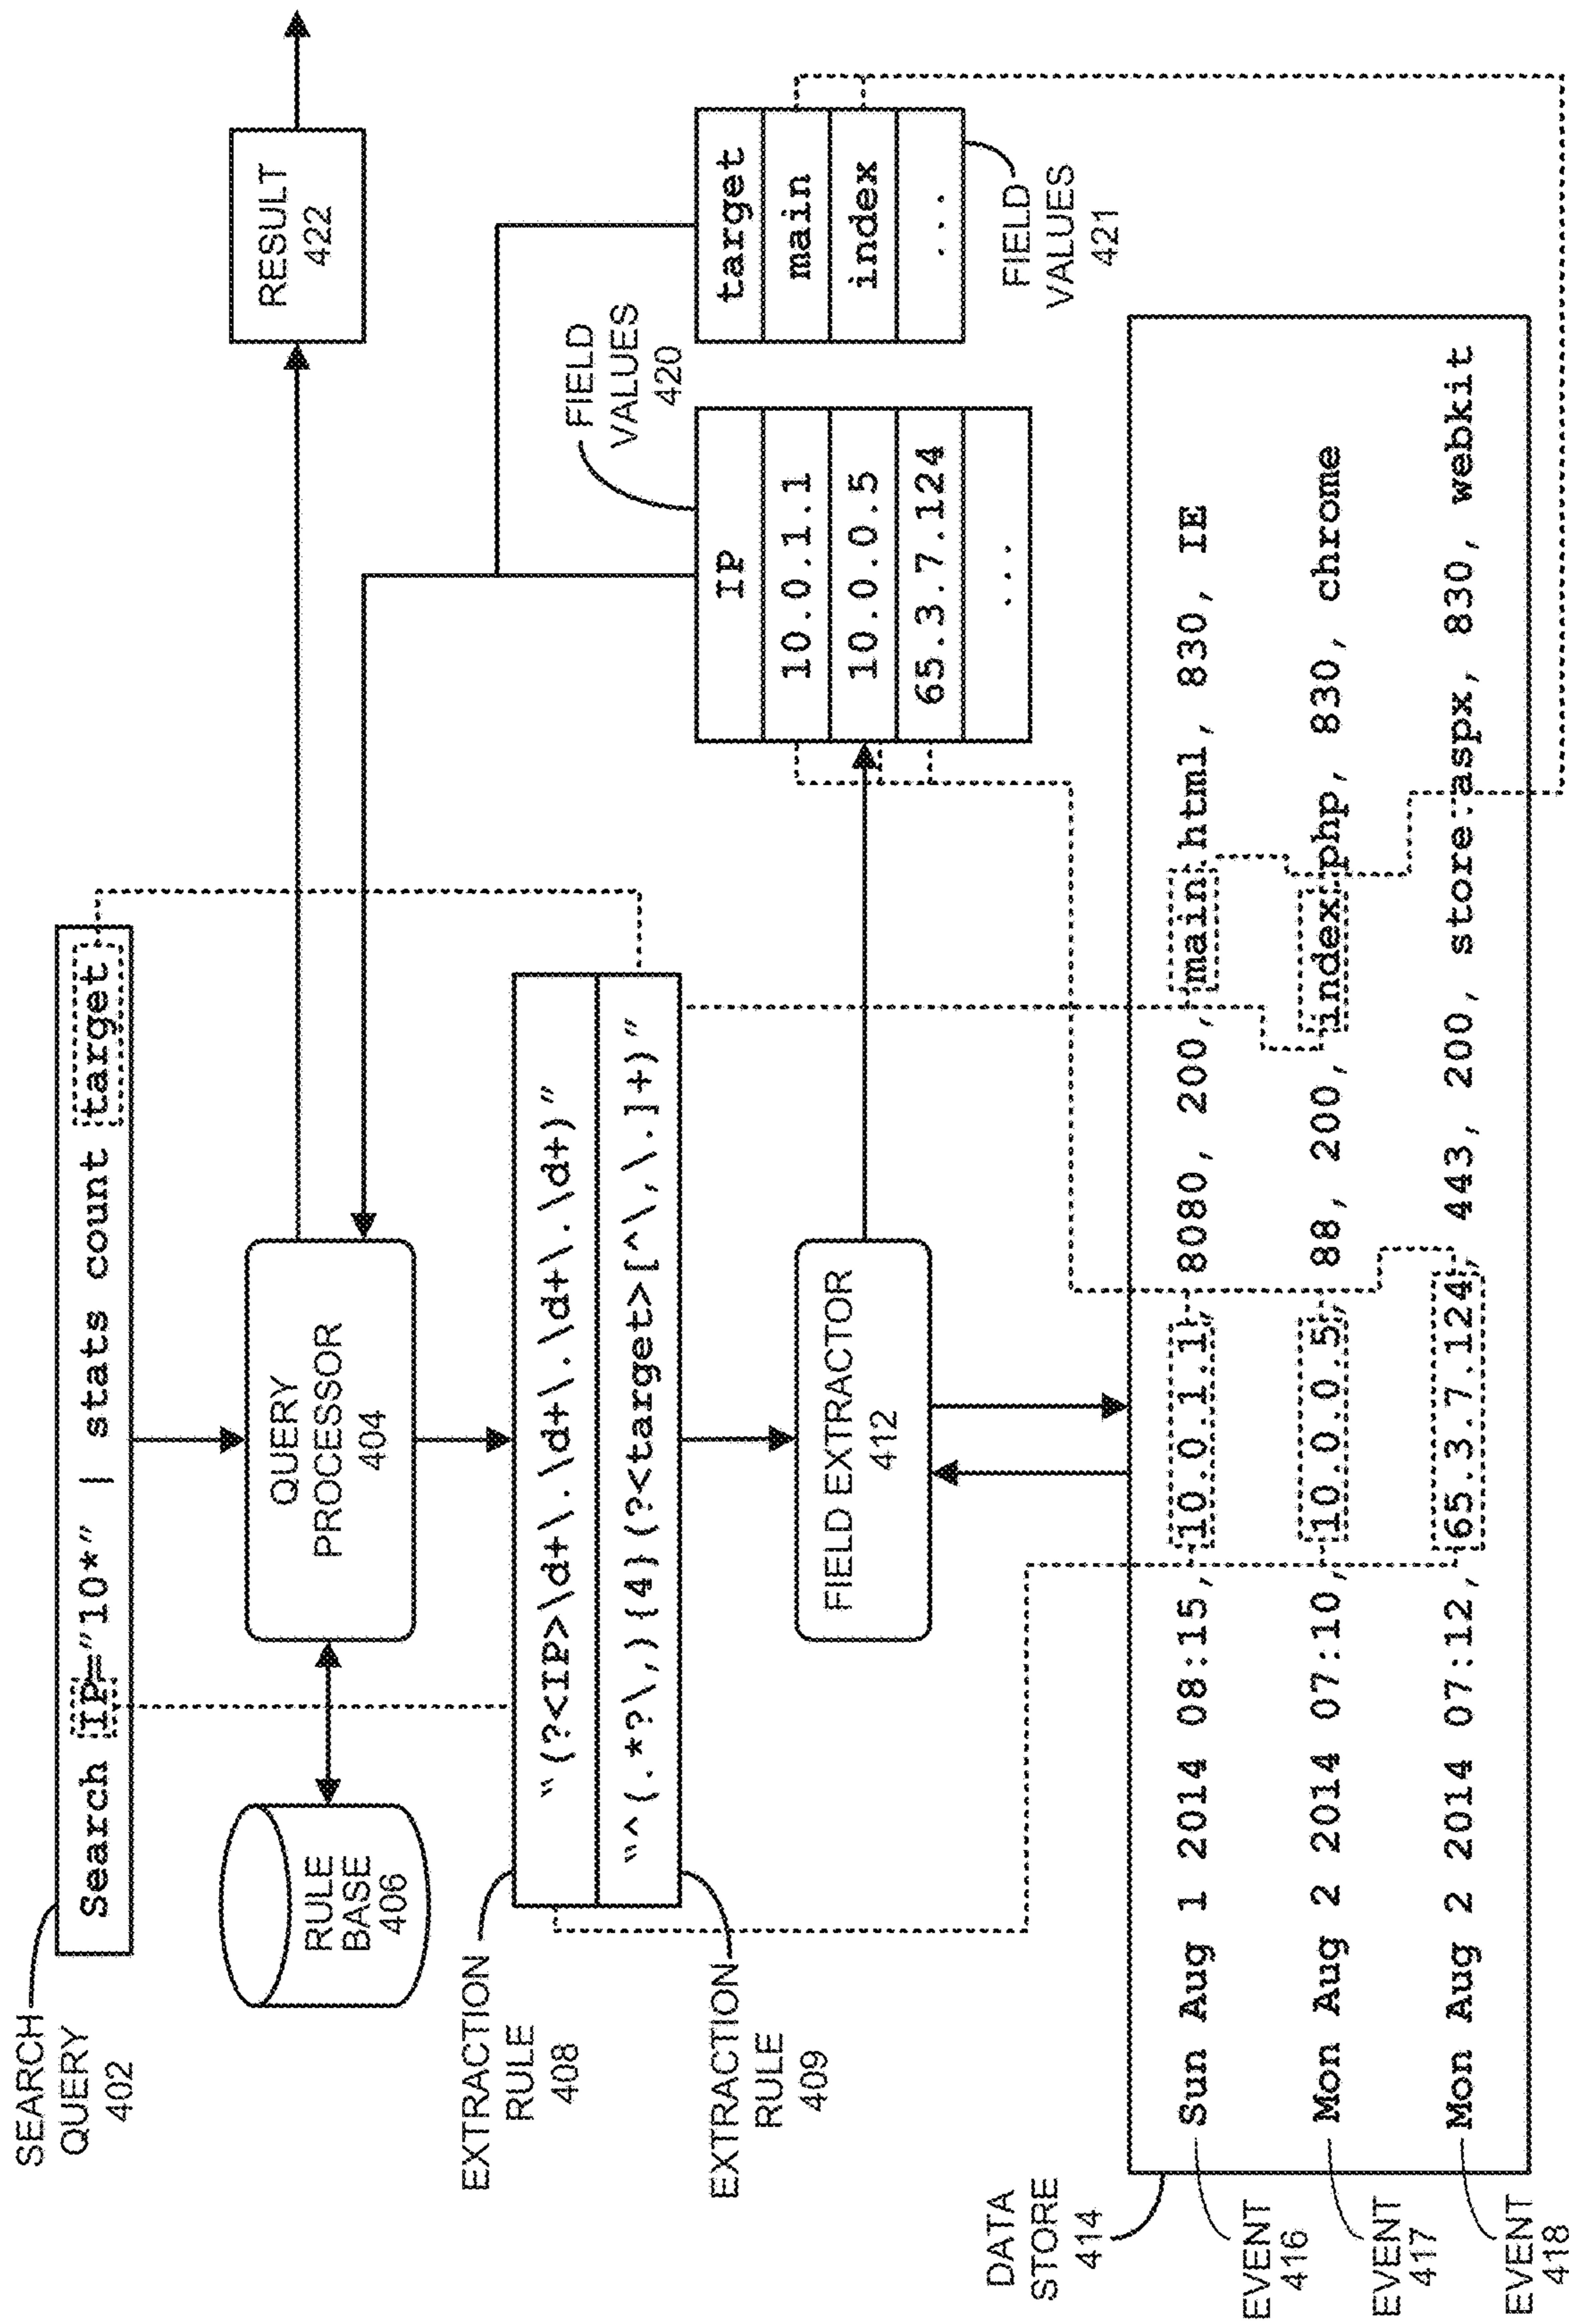 SEARCH
QUERY
402
Search IP="10*" | stats count target
RULE
BASE
406
QUERY
PROCESSOR
404
RESULT
422
EXTRACTION
RULE
408
"(?<IP>\d+\.\d+\.\d+\.\d+)"
"^(.*?\,){4}(?<target>[^\,\.]+)"
EXTRACTION
RULE
409
FIELD EXTRACTOR
412
FIELD
VALUES
420
IP
10.0.1.1
10.0.0.5
65.3.7.124
...
target
main
index
...
FIELD
VALUES
421
DATA
STORE
414
EVENT
416
Sun Aug 1 2014 08:15, 10.0.1.1, 8080, 200, main.html, 830, IE
EVENT
417
Mon Aug 2 2014 07:10, 10.0.0.5, 88, 200, index.php, 830, chrome
EVENT
418
Mon Aug 2 2014 07:12, 65.3.7.124, 443, 200, store.aspx, 830, webkit